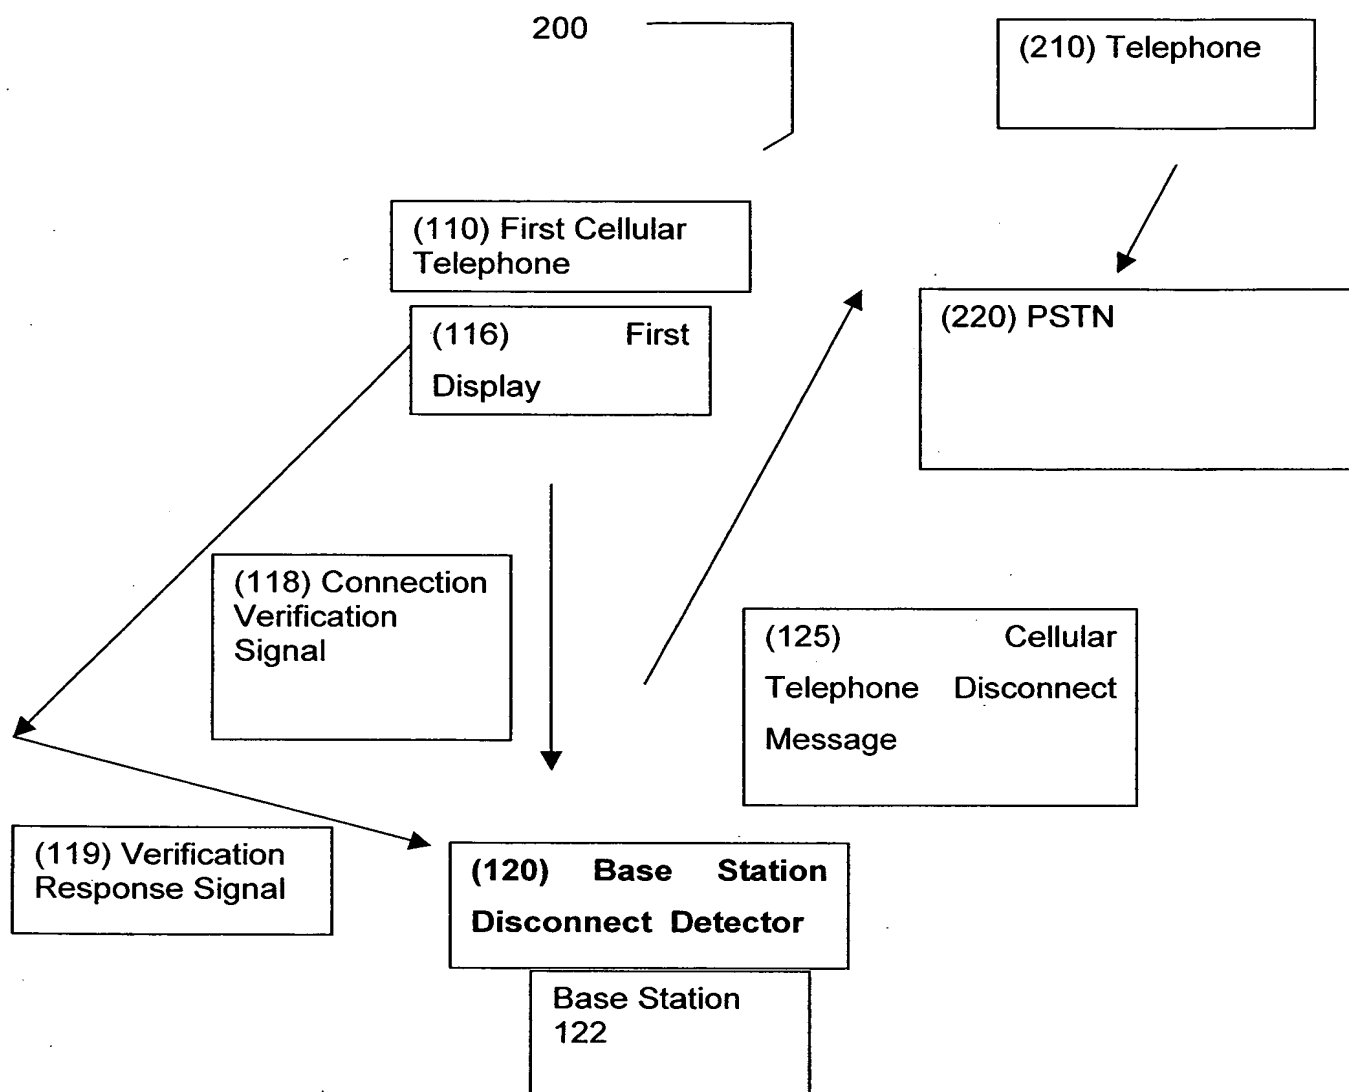 200
(210) Telephone
(110) First Cellular
Telephone
(116) First
Display
(220) PSTN
(118) Connection
Verification
Signal
(125) Cellular
Telephone Disconnect
Message
(119) Verification
Response Signal
(120) Base Station
Disconnect Detector
Base Station
122